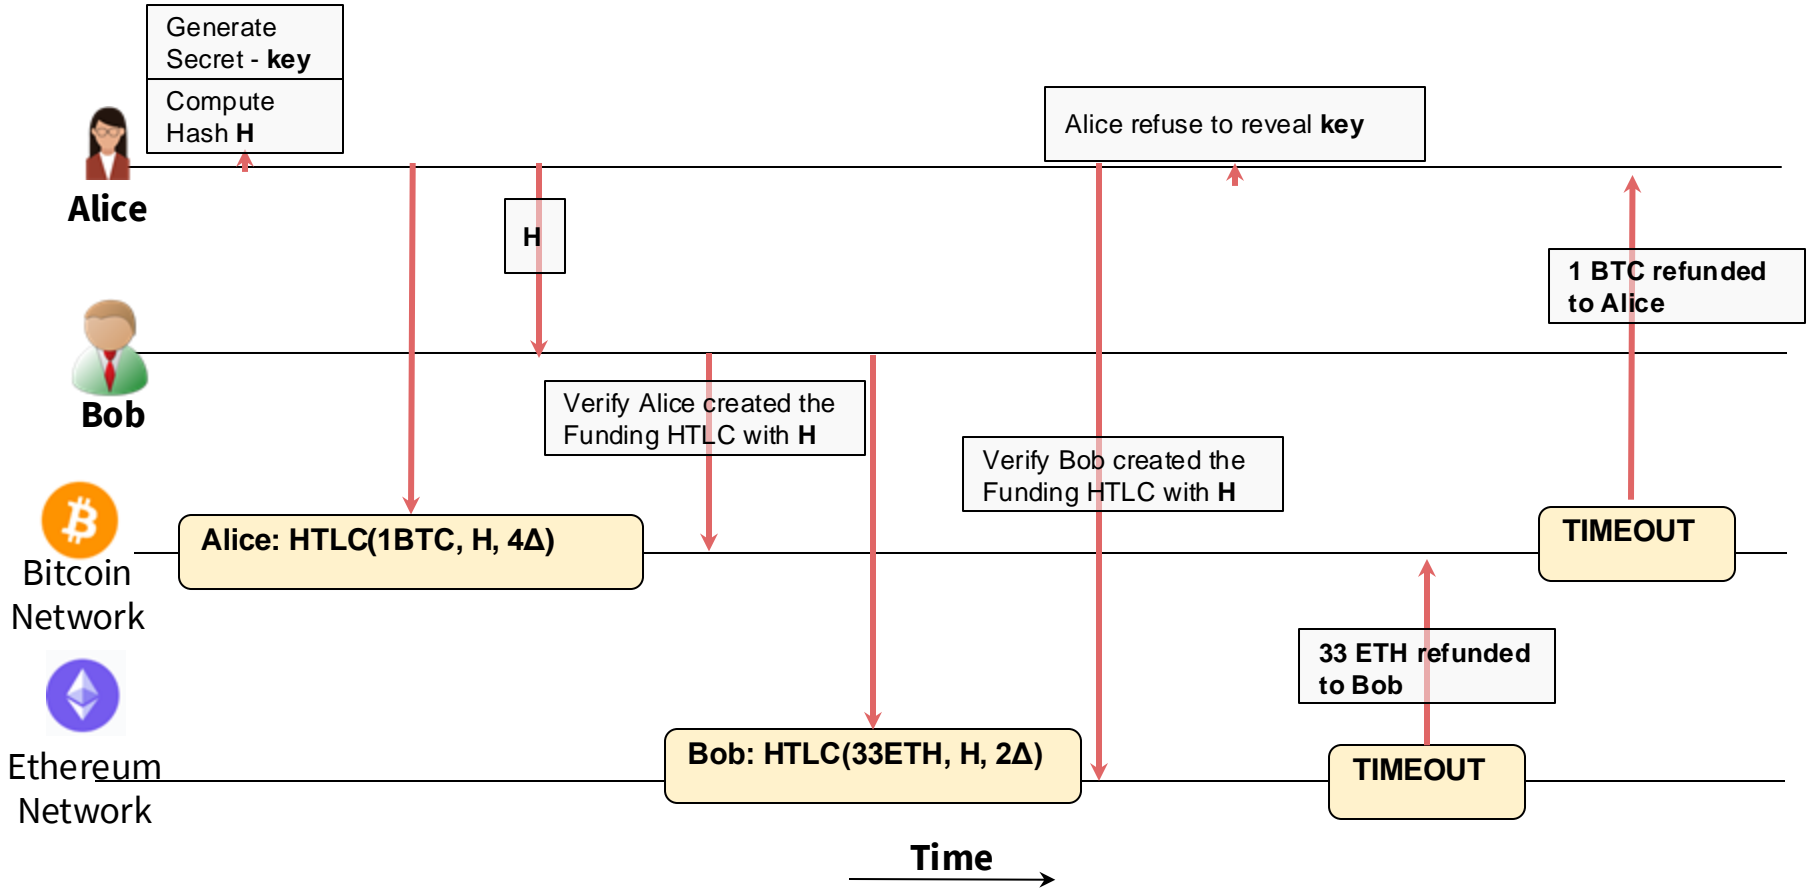 Generate
Secret - key
Compute
Hash H
Alice refuse to reveal key
Alice
H
1 BTC refunded
to Alice
Bob
Verify Alice created the
Funding HTLC with H
Verify Bob created the
Funding HTLC with H
Alice: HTLC(1BTC, H, 4Δ)
TIMEOUT
Bitcoin
Network
33 ETH refunded
to Bob
Bob: HTLC(33ETH, H, 2Δ)
TIMEOUT
Ethereum
Network
Time